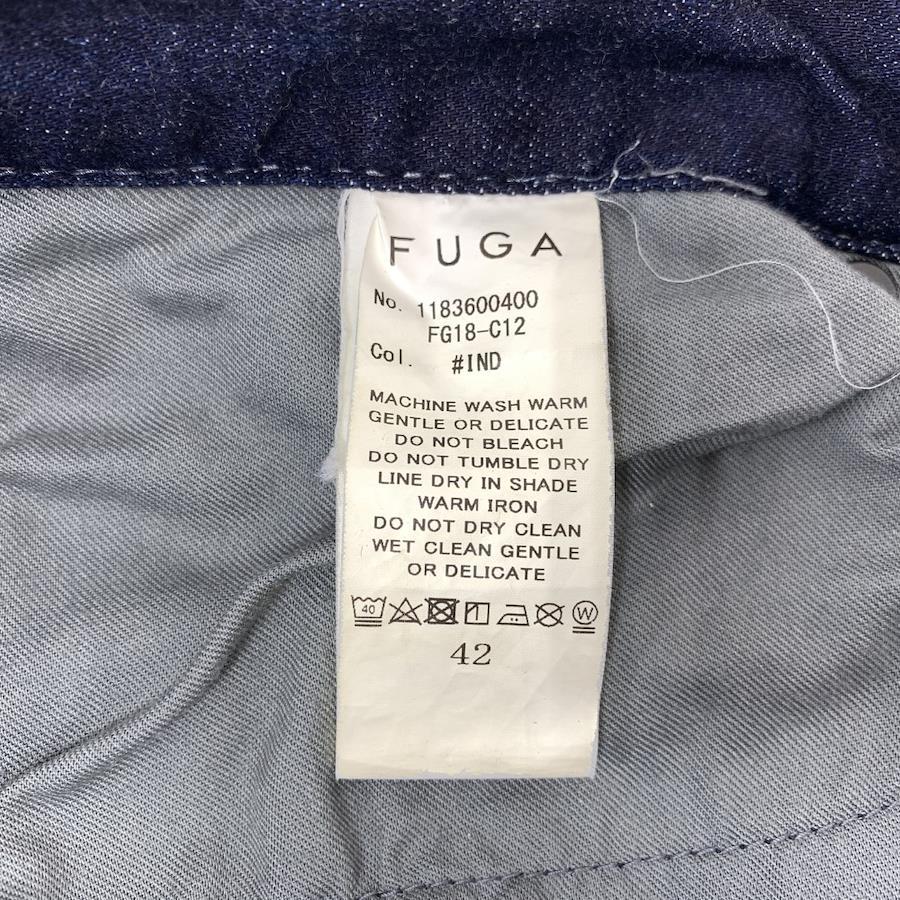 FUGA
No. 1183600400
FG18-C12
Col. #IND
MACHINE WASH WARM
GENTLE OR DELICATE
DO NOT BLEACH
DO NOT TUMBLE DRY
LINE DRY IN SHADE
WARM IRON
DO NOT DRY CLEAN
WET CLEAN GENTLE
OR DELICATE
40 W
42